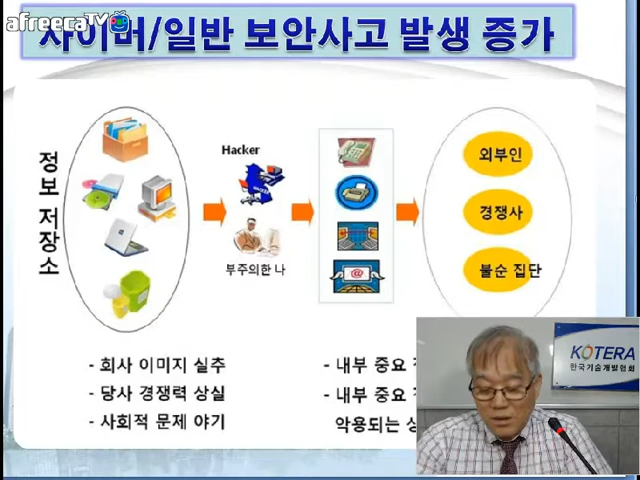 afreecaTV
사이버/일반 보안사고 발생 증가
정보 저장소
Hacker
부주의한 나
외부인
경쟁사
불순 집단
- 회사 이미지 실추
- 당사 경쟁력 상실
- 사회적 문제 야기
- 내부 중요
- 내부 중요
악용되는
KOTERA
한국기술개발협회